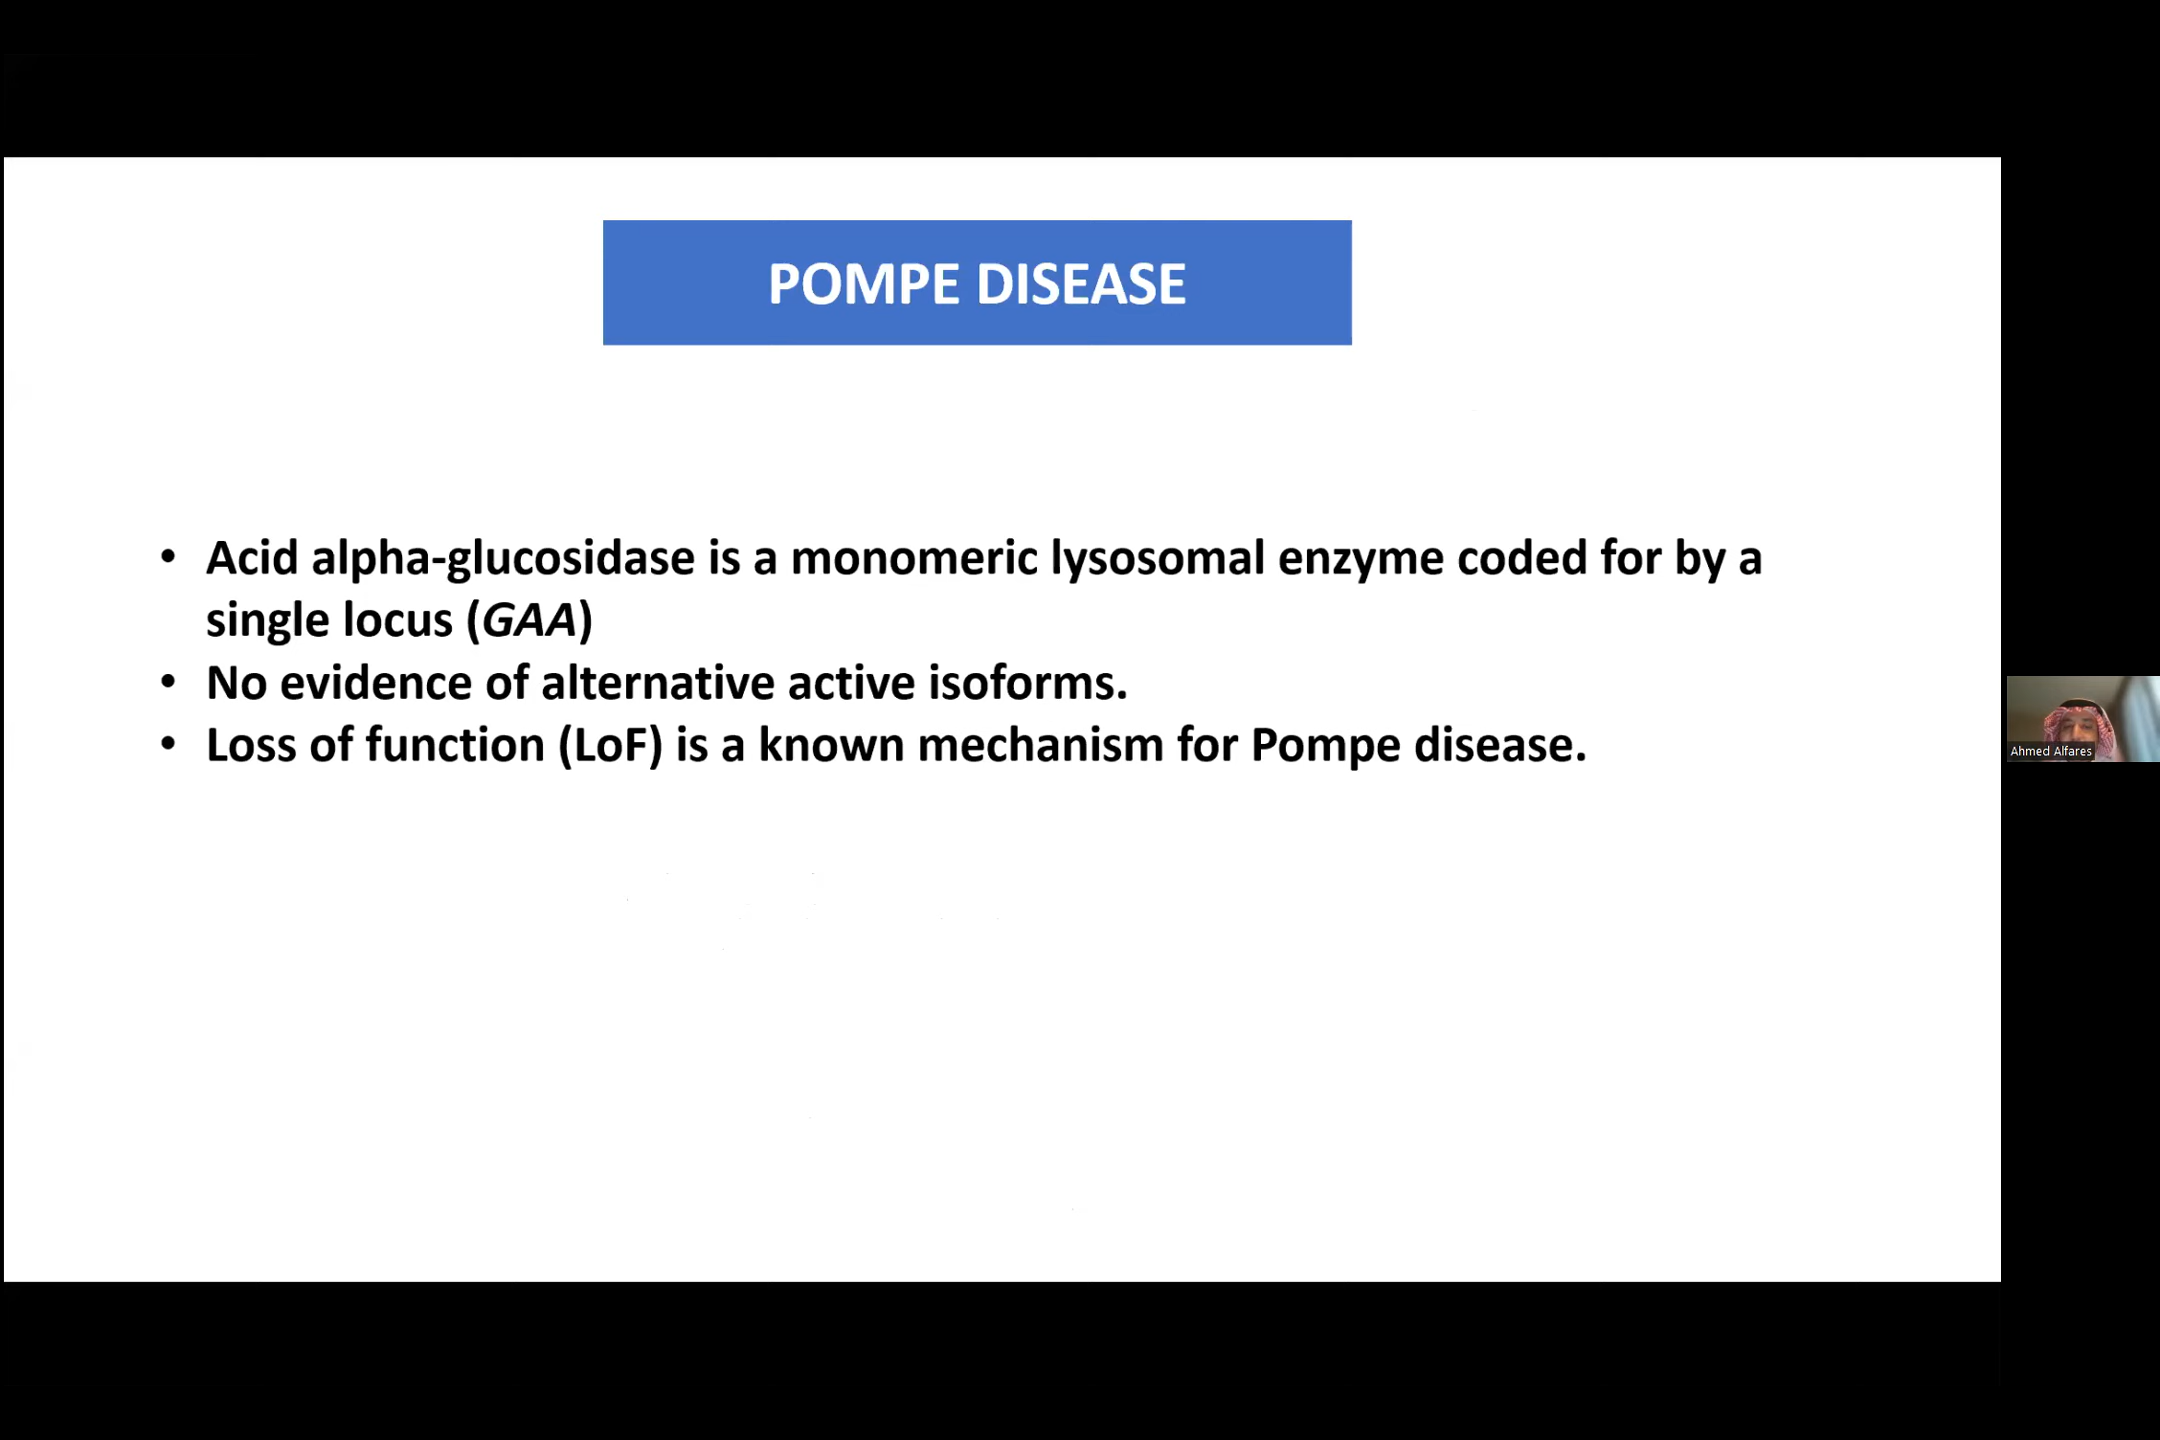 POMPE DISEASE
• Acid alpha-glucosidase is a monomeric lysosomal enzyme coded for by a
single locus (GAA)
• No evidence of alternative active isoforms.
• Loss of function (LoF) is a known mechanism for Pompe disease.
Ahmed Alfares